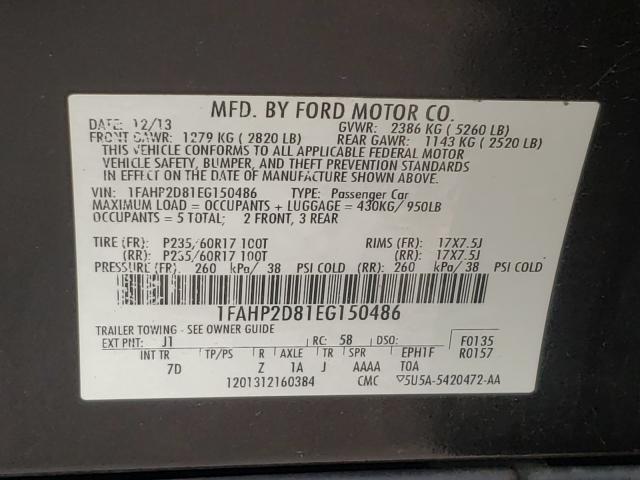 MFD. BY FORD MOTOR CO.
DATE: 12/13 GVWR: 2386 KG ( 5260 LB)
FRONT GAWR: 1279 KG ( 2820 LB) REAR GAWR: 1143 KG ( 2520 LB)
THIS VEHICLE CONFORMS TO ALL APPLICABLE FEDERAL MOTOR
VEHICLE SAFETY, BUMPER, AND THEFT PREVENTION STANDARDS
IN EFFECT ON THE DATE OF MANUFACTURE SHOWN ABOVE.
VIN: 1FAHP2D81EG150486 TYPE: Passenger Car
MAXIMUM LOAD = OCCUPANTS + LUGGAGE = 430KG/ 950LB
OCCUPANTS = 5 TOTAL; 2 FRONT, 3 REAR
TIRE (FR): P235/60R17 100T RIMS (FR): 17X7.5J
(RR): P235/60R17 100T (RR): 17X7.5J
PRESSURE (FR): 260 kPa/ 38 PSI COLD (RR): 260 kPa/ 38 PSI COLD
1FAHP2D81EG150486
TRAILER TOWING - SEE OWNER GUIDE
EXT PNT: J1 RC: 58 DSO: F0135
INT TR TP/PS R AXLE TR SPR EPH1F R0157
7D Z 1A J AAAA TOA
1201312160384 CMC ▽5U5A-5420472-AA